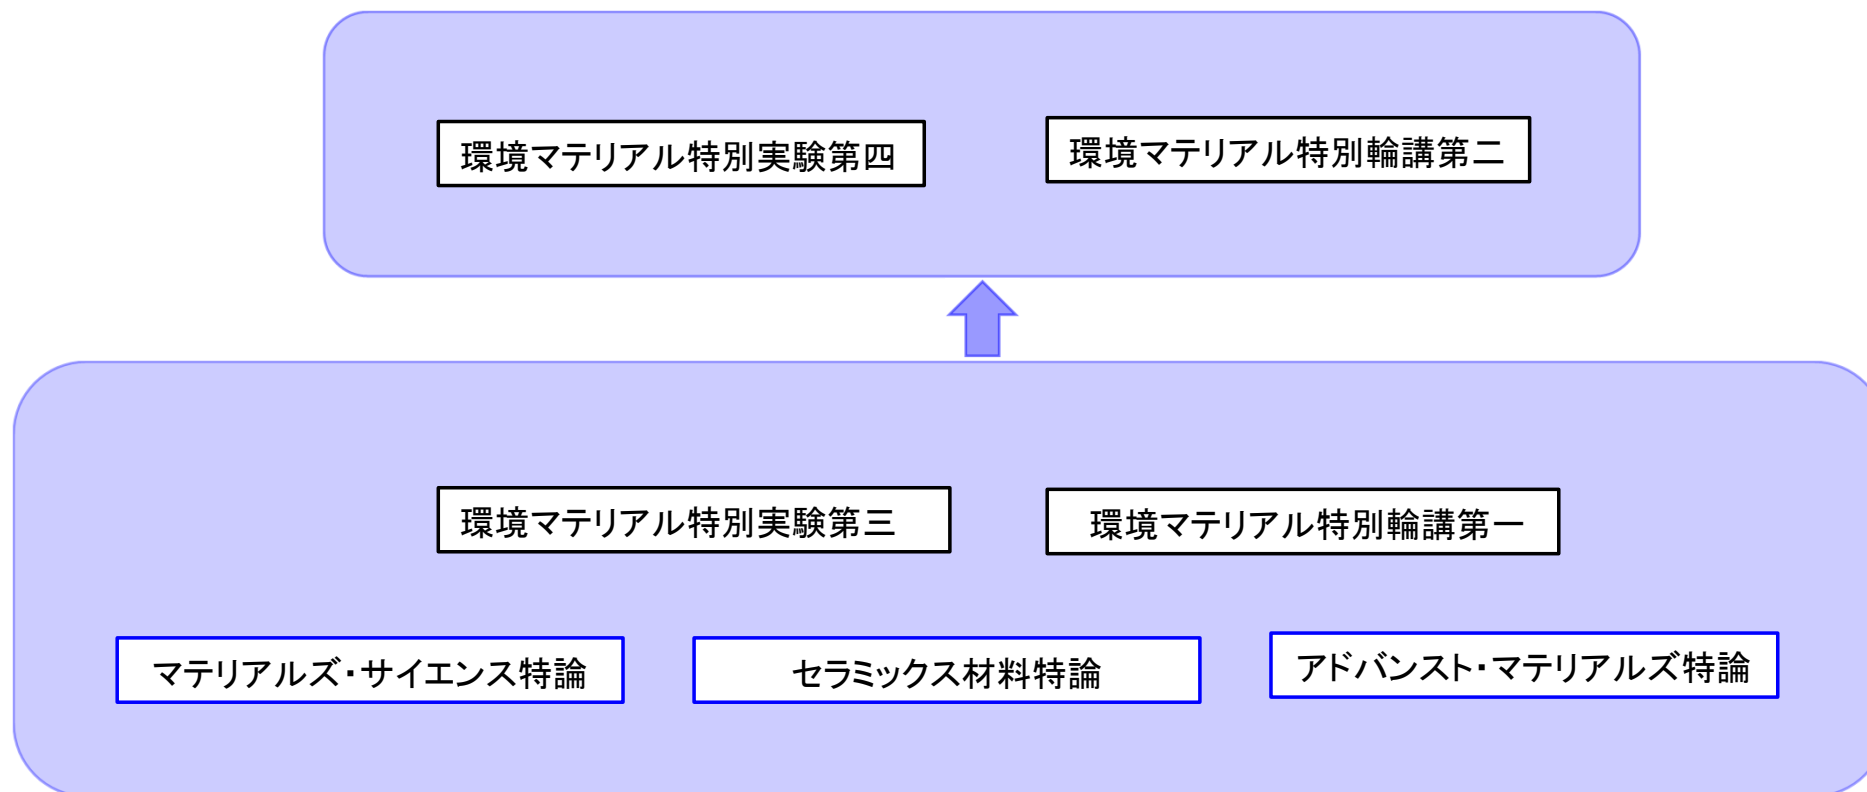 環境マテリアル特別実験第四
環境マテリアル特別輪講第二
環境マテリアル特別実験第三
環境マテリアル特別輪講第一
マテリアルズ・サイエンス特論
セラミックス材料特論
アドバンスト・マテリアルズ特論